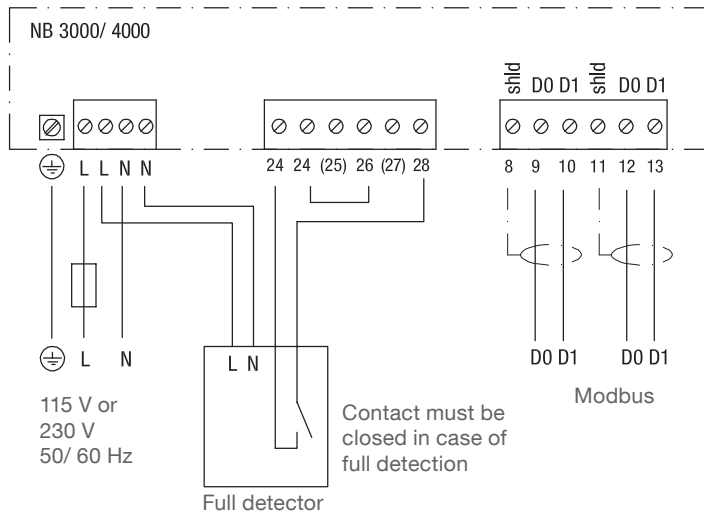 NB 3000/ 4000
shld D0 D1 shld D0 D1
L L N N 24 24 (25) 26 (27) 28 8 9 10 11 12 13
L N
L N
D0 D1 D0 D1
115 V or
230 V
50/ 60 Hz
Contact must be
closed in case of
full detection
Modbus
Full detector